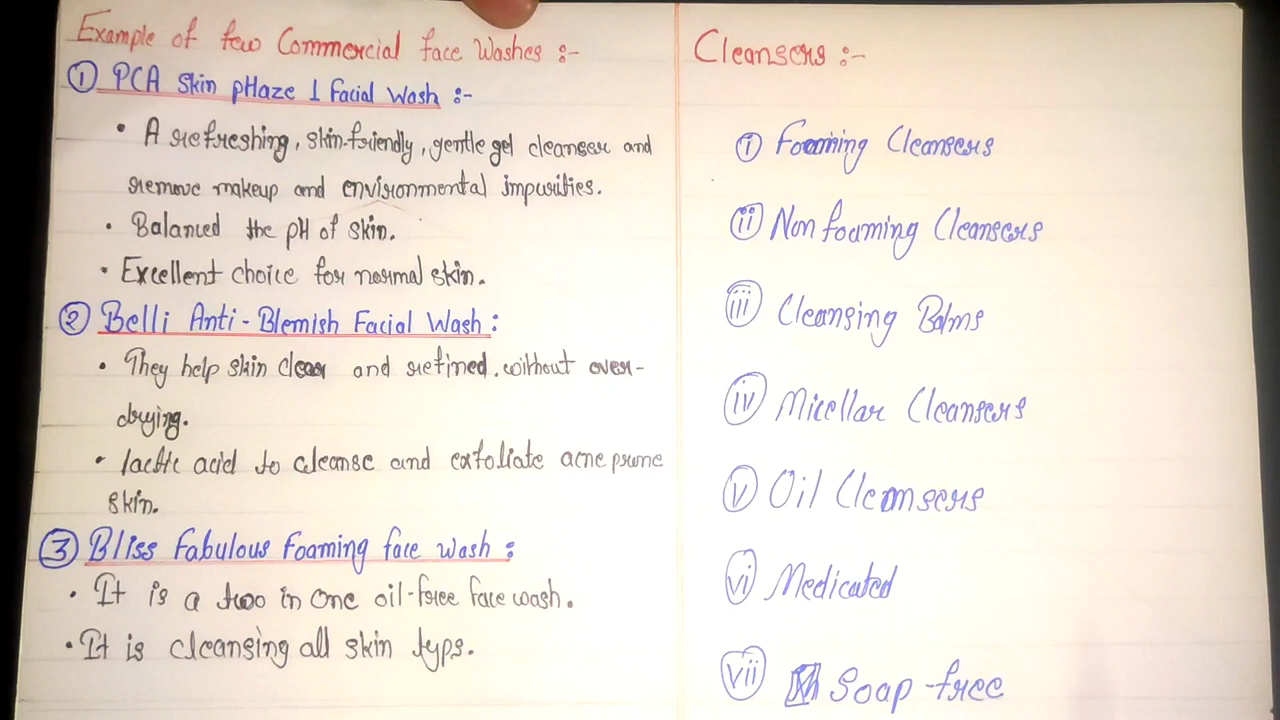 Example of few Commercial face Washes :-
① PCA skin pHaze 1 facial Wash :-
• A refreshing, skin-friendly, gentle gel cleanser and
remove makeup and environmental impurities.
• Balanced the pH of skin.
• Excellent choice for normal skin.
② Belli Anti-Blemish Facial Wash :
• They help skin clear and refined. without over-
drying.
• lactic acid to cleanse and exfoliate acne prone
skin.
③ Bliss fabulous foaming face wash :
• It is a two in one oil-free face wash.
• It is cleansing all skin typs.
Cleansers :-
i Foaming Cleansers
ii Non foaming Cleansers
iii Cleansing Balms
iv Micellar Cleansers
v Oil Cleansers
vi Medicated
vii Soap-free